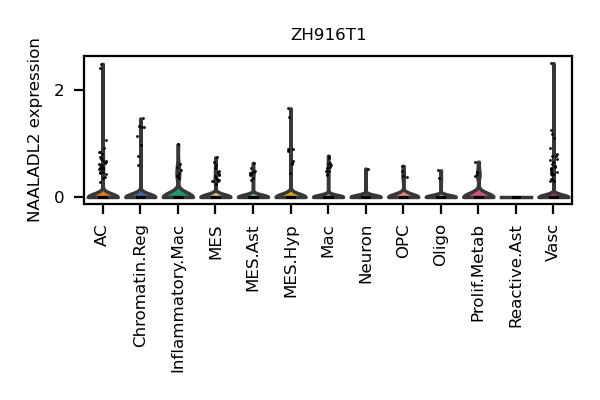 ZH916T1
NAALADL2 expression
2
0
AC
Chromatin.Reg
Inflammatory.Mac
MES
MES.Ast
MES.Hyp
Mac
Neuron
OPC
Oligo
Prolif.Metab
Reactive.Ast
Vasc